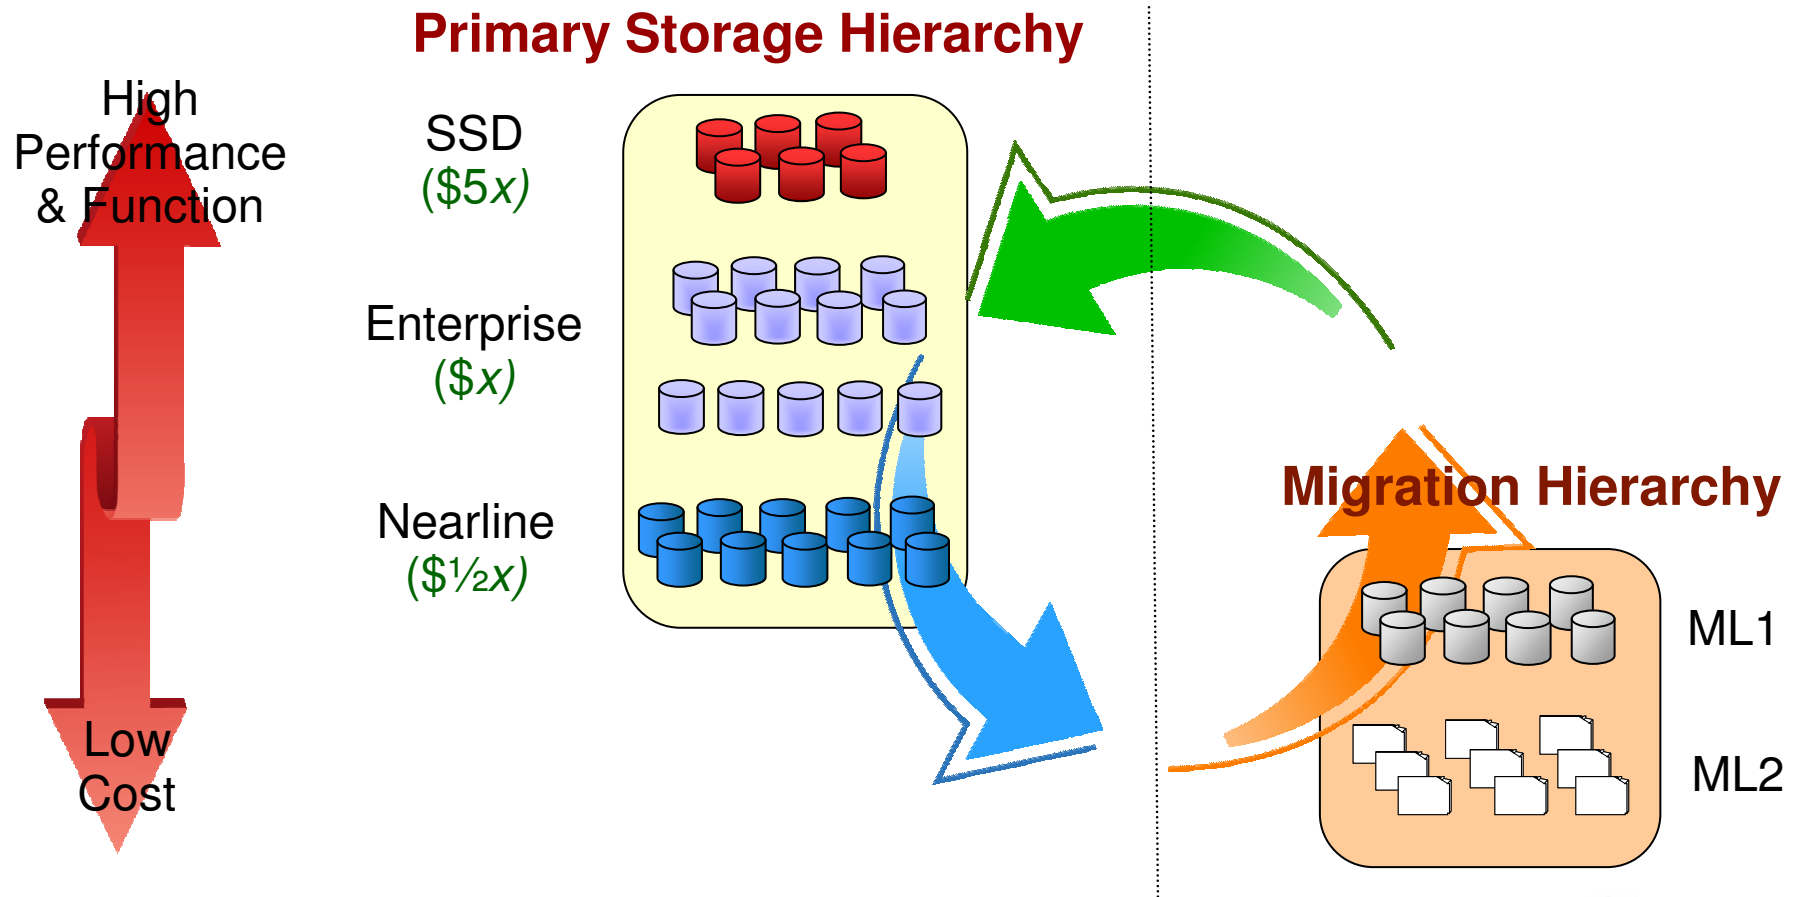 Primary Storage Hierarchy
High
Performance
& Function
SSD
($5x)
Enterprise
($x)
Nearline
($½x)
Low
Cost
Migration Hierarchy
ML1
ML2